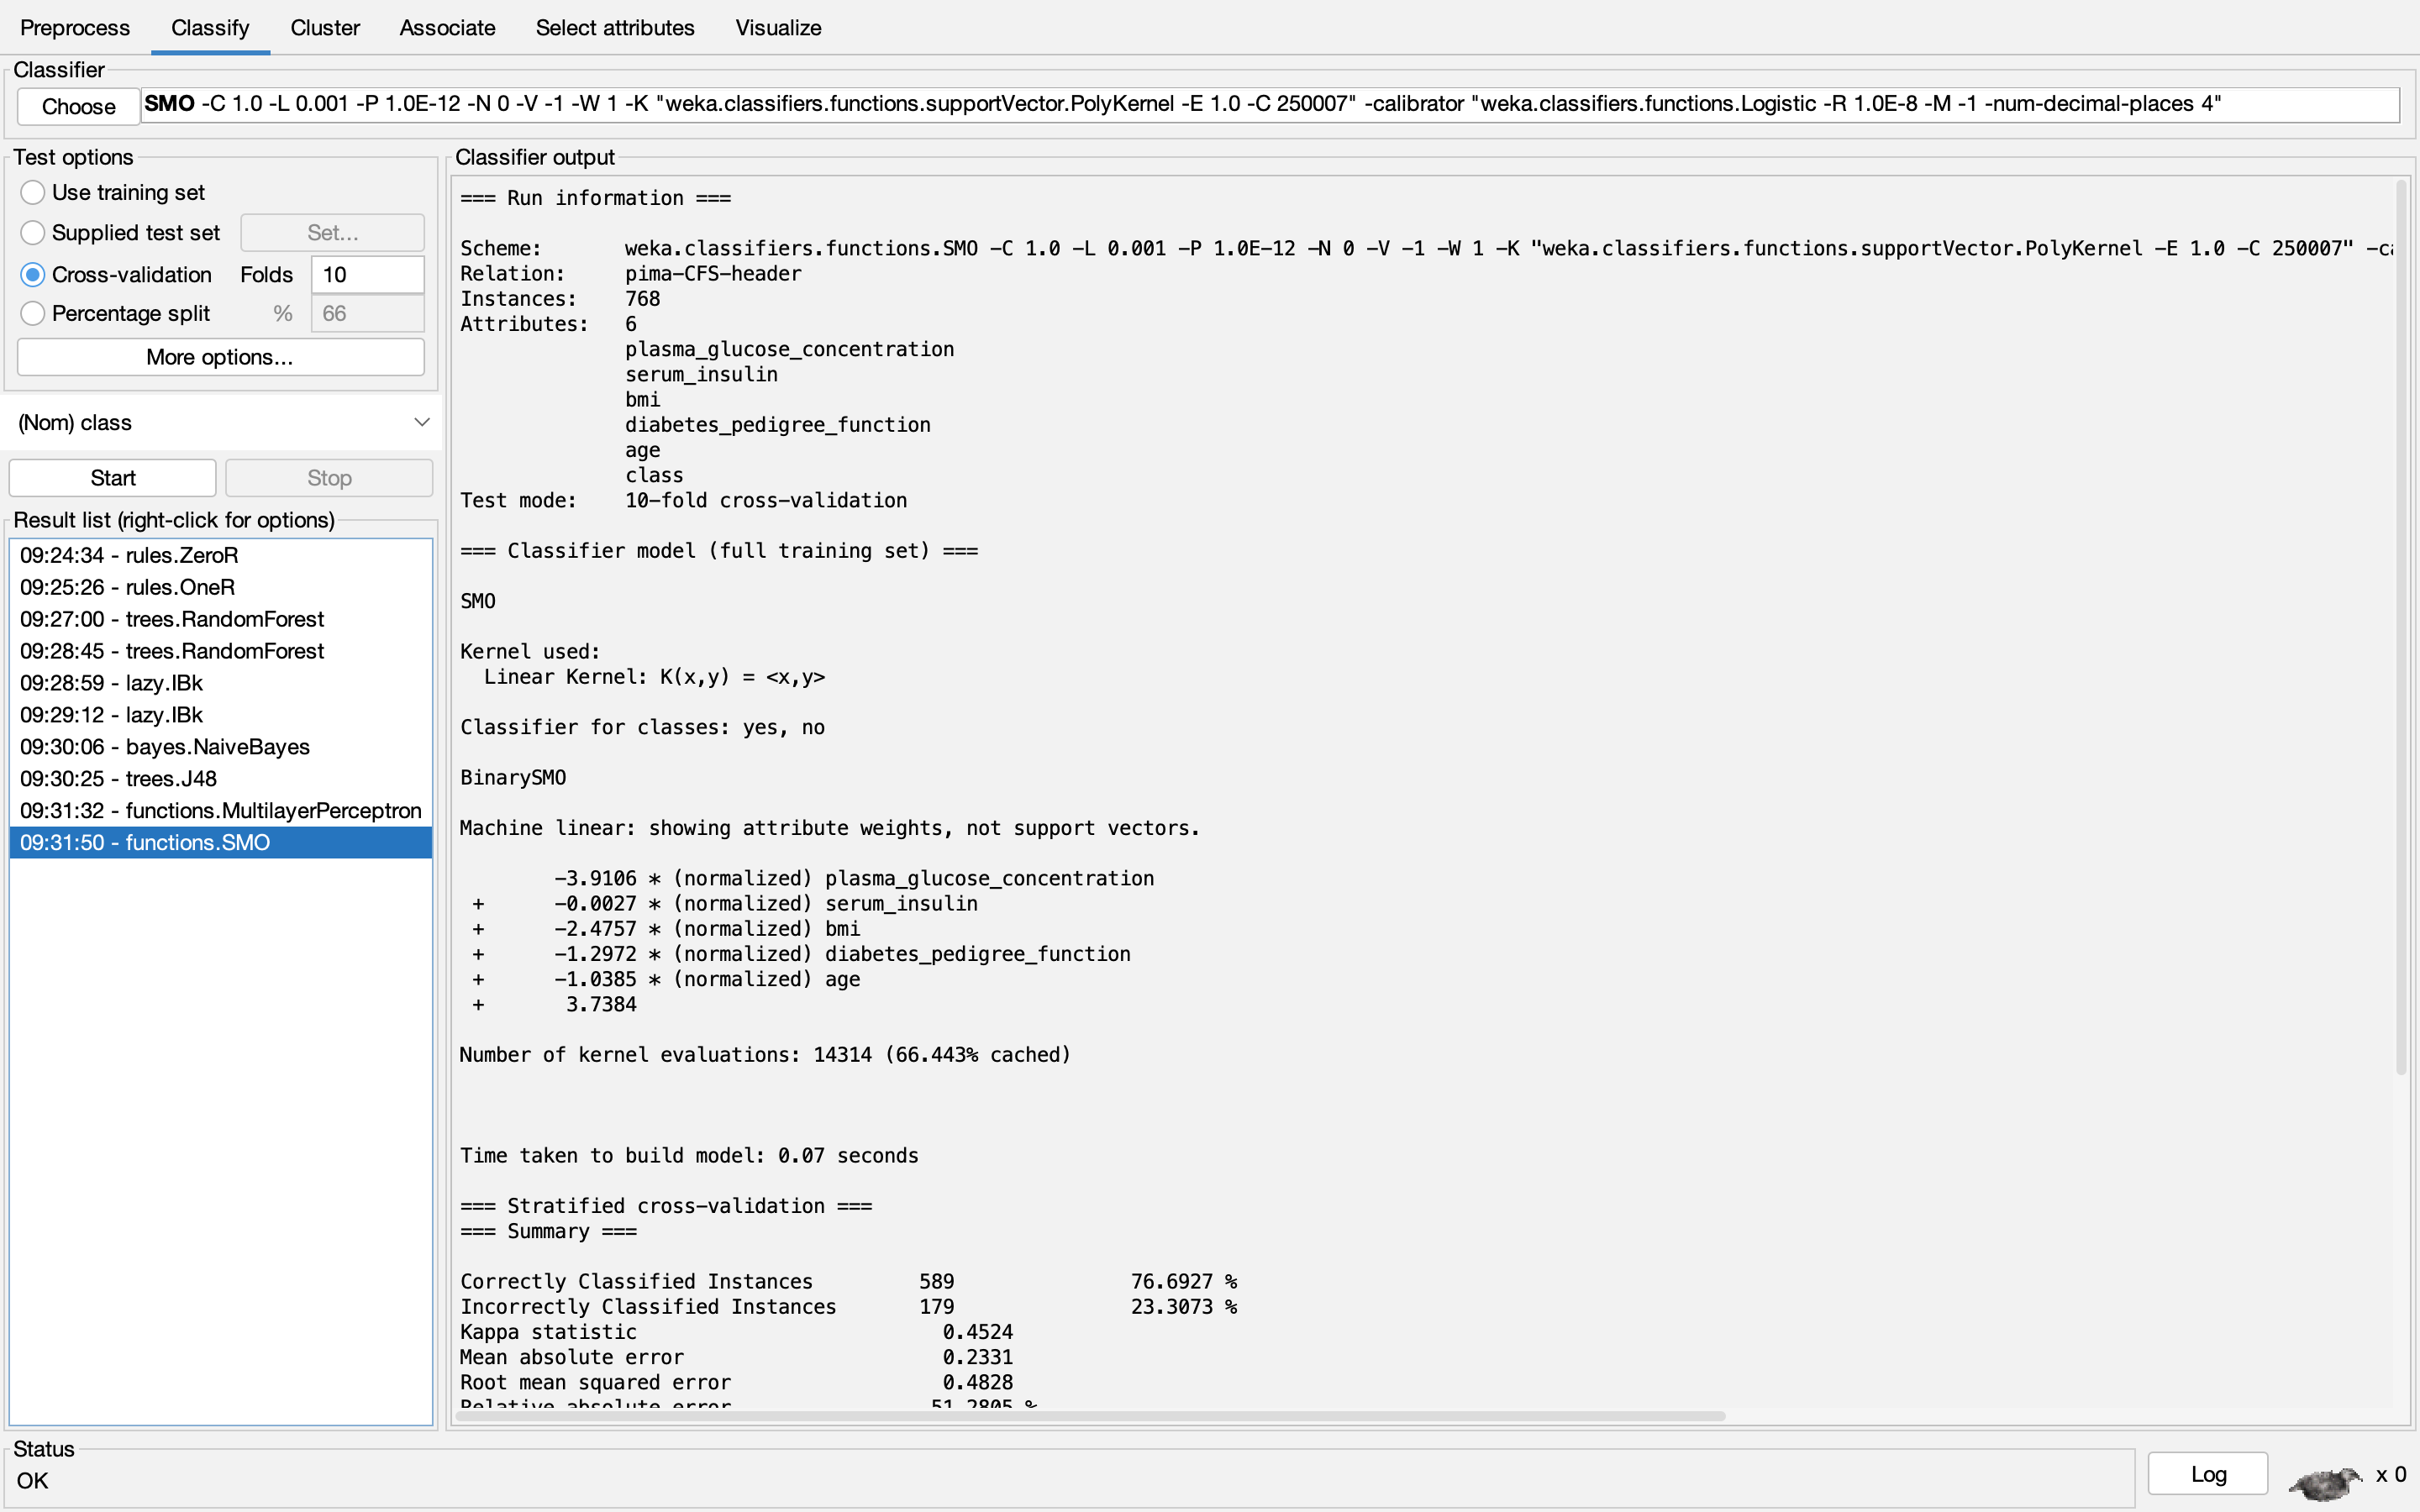 Preprocess Classify Cluster Associate Select attributes Visualize
Classifier
Choose SMO -C 1.0 -L 0.001 -P 1.0E-12 -N 0 -V -1 -W 1 -K "weka.classifiers.functions.supportVector.PolyKernel -E 1.0 -C 250007" -calibrator "weka.classifiers.functions.Logistic -R 1.0E-8 -M -1 -num-decimal-places 4"
Test options
Use training set
Supplied test set Set...
Cross-validation Folds 10
Percentage split % 66
More options...
(Nom) class
Start Stop
Result list (right-click for options)
09:24:34 - rules.ZeroR
09:25:26 - rules.OneR
09:27:00 - trees.RandomForest
09:28:45 - trees.RandomForest
09:28:59 - lazy.IBk
09:29:12 - lazy.IBk
09:30:06 - bayes.NaiveBayes
09:30:25 - trees.J48
09:31:32 - functions.MultilayerPerceptron
09:31:50 - functions.SMO
Classifier output
=== Run information ===
Scheme: weka.classifiers.functions.SMO -C 1.0 -L 0.001 -P 1.0E-12 -N 0 -V -1 -W 1 -K "weka.classifiers.functions.supportVector.PolyKernel -E 1.0 -C 250007" -ca
Relation: pima-CFS-header
Instances: 768
Attributes: 6
plasma_glucose_concentration
serum_insulin
bmi
diabetes_pedigree_function
age
class
Test mode: 10-fold cross-validation
=== Classifier model (full training set) ===
SMO
Kernel used:
Linear Kernel: K(x,y) = <x,y>
Classifier for classes: yes, no
BinarySMO
Machine linear: showing attribute weights, not support vectors.
-3.9106 * (normalized) plasma_glucose_concentration
+ -0.0027 * (normalized) serum_insulin
+ -2.4757 * (normalized) bmi
+ -1.2972 * (normalized) diabetes_pedigree_function
+ -1.0385 * (normalized) age
+ 3.7384
Number of kernel evaluations: 14314 (66.443% cached)
Time taken to build model: 0.07 seconds
=== Stratified cross-validation ===
=== Summary ===
Correctly Classified Instances 589 76.6927 %
Incorrectly Classified Instances 179 23.3073 %
Kappa statistic 0.4524
Mean absolute error 0.2331
Root mean squared error 0.4828
Relative absolute error 51.2805 %
Status
OK
Log x 0